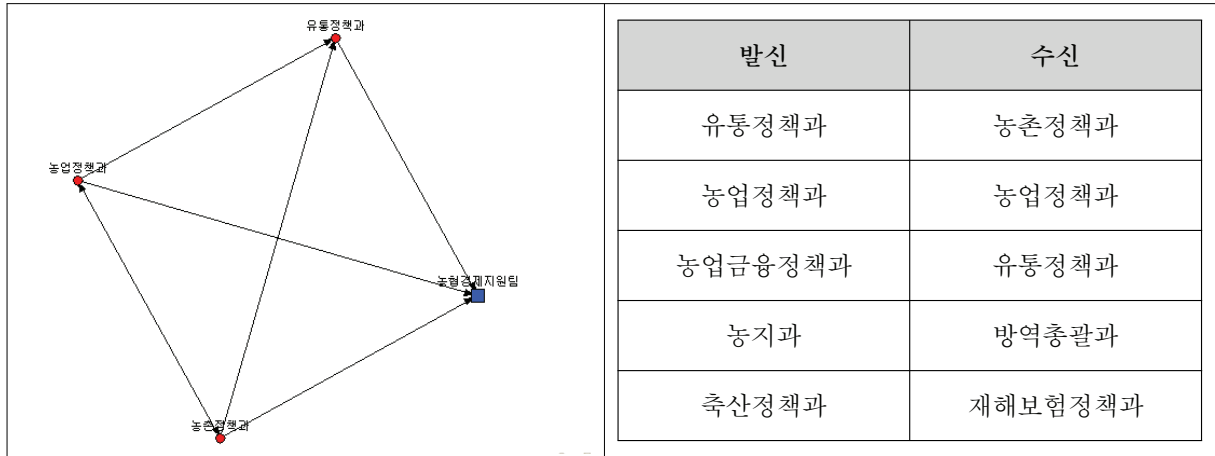 유통정책과
농업정책과
농협경제지원팀
농촌정책과
발신 수신
유통정책과 농촌정책과
농업정책과 농업정책과
농업금융정책과 유통정책과
농지과 방역총괄과
축산정책과 재해보험정책과